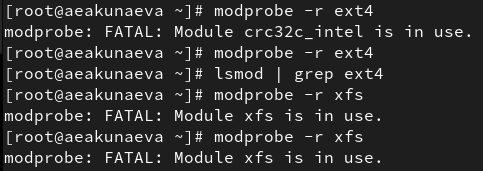 [root@aeakunaeva ~]# modprobe -r ext4
modprobe: FATAL: Module crc32c_intel is in use.
[root@aeakunaeva ~]# modprobe -r ext4
[root@aeakunaeva ~]# lsmod | grep ext4
[root@aeakunaeva ~]# modprobe -r xfs
modprobe: FATAL: Module xfs is in use.
[root@aeakunaeva ~]# modprobe -r xfs
modprobe: FATAL: Module xfs is in use.